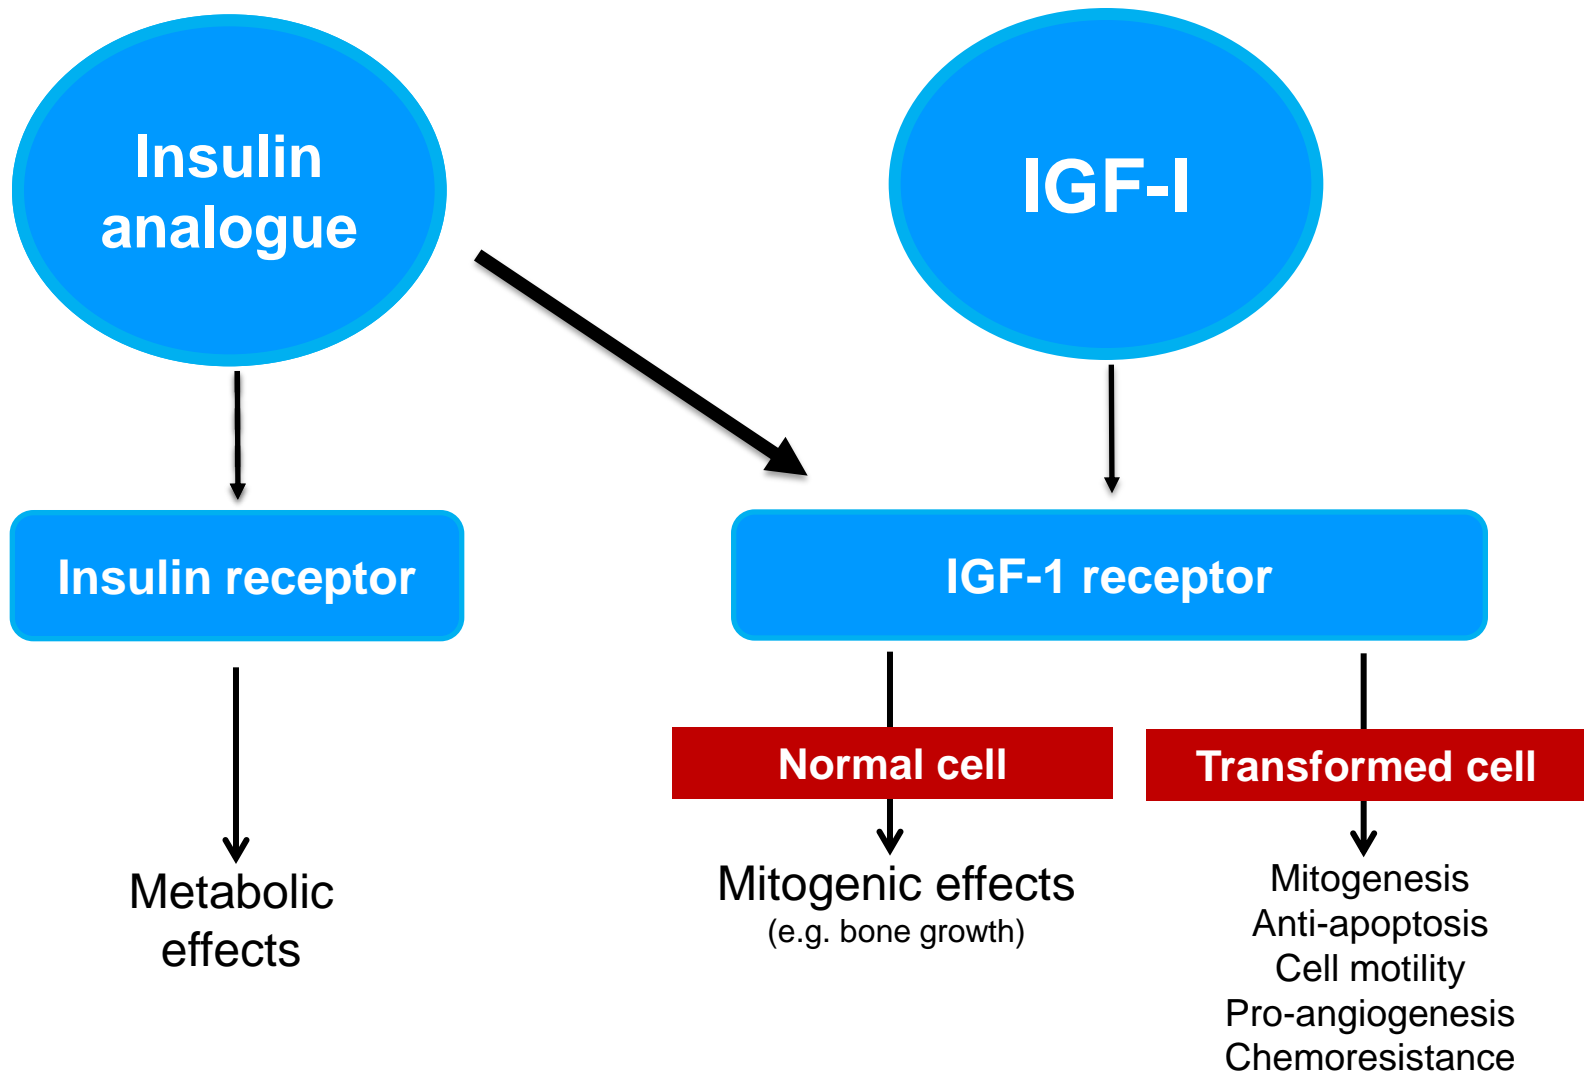 Insulin
analogue
IGF-I
Insulin receptor
IGF-1 receptor
Normal cell
Transformed cell
Metabolic
effects
Mitogenic effects
(e.g. bone growth)
Mitogenesis
Anti-apoptosis
Cell motility
Pro-angiogenesis
Chemoresistance